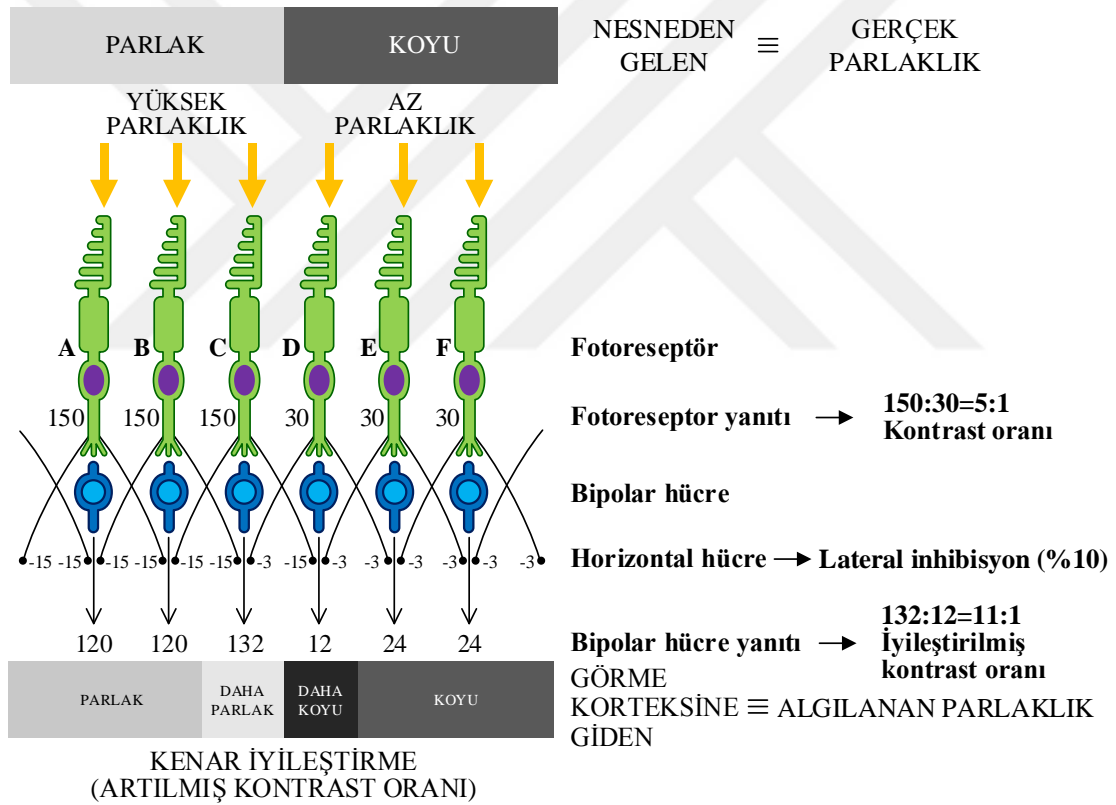 PARLAK
KOYU
NESNEDEN
GELEN
≡
GERÇEK
PARLAKLIK
YÜKSEK
PARLAKLIK
AZ
PARLAKLIK
A B C D E F
Fotoreseptör
150 150 150 30 30 30
Fotoreseptor yanıtı →
150:30=5:1
Kontrast oranı
Bipolar hücre
-15 -15 -15 -15 -15 -3 -15 -3 -3 -3 -3 -3
Horizontal hücre → Lateral inhibisyon (%10)
120 120 132 12 24 24
Bipolar hücre yanıtı →
132:12=11:1
İyileştirilmiş
kontrast oranı
PARLAK
DAHA
PARLAK
DAHA
KOYU
KOYU
GÖRME
KORTEKSİNE ≡ ALGILANAN PARLAKLIK
GİDEN
KENAR İYİLEŞTİRME
(ARTILMIŞ KONTRAST ORANI)